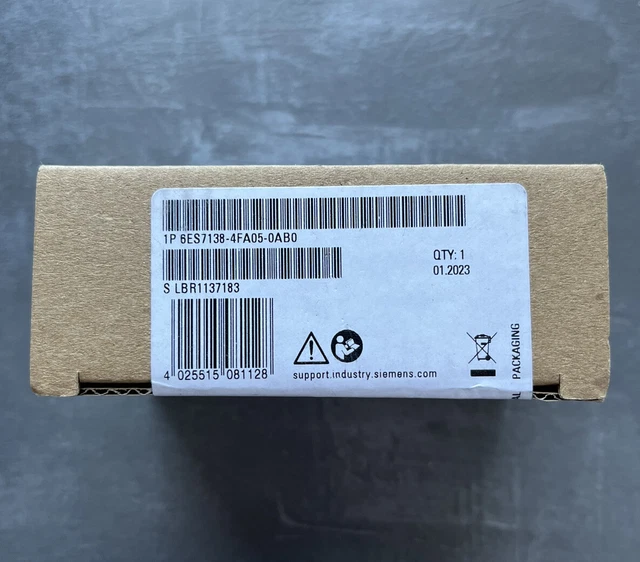 1P 6ES7138-4FA05-0AB0
QTY: 1
01.2023
S LBR1137183
4 025515 081128
support.industry.siemens.com
PACKAGING